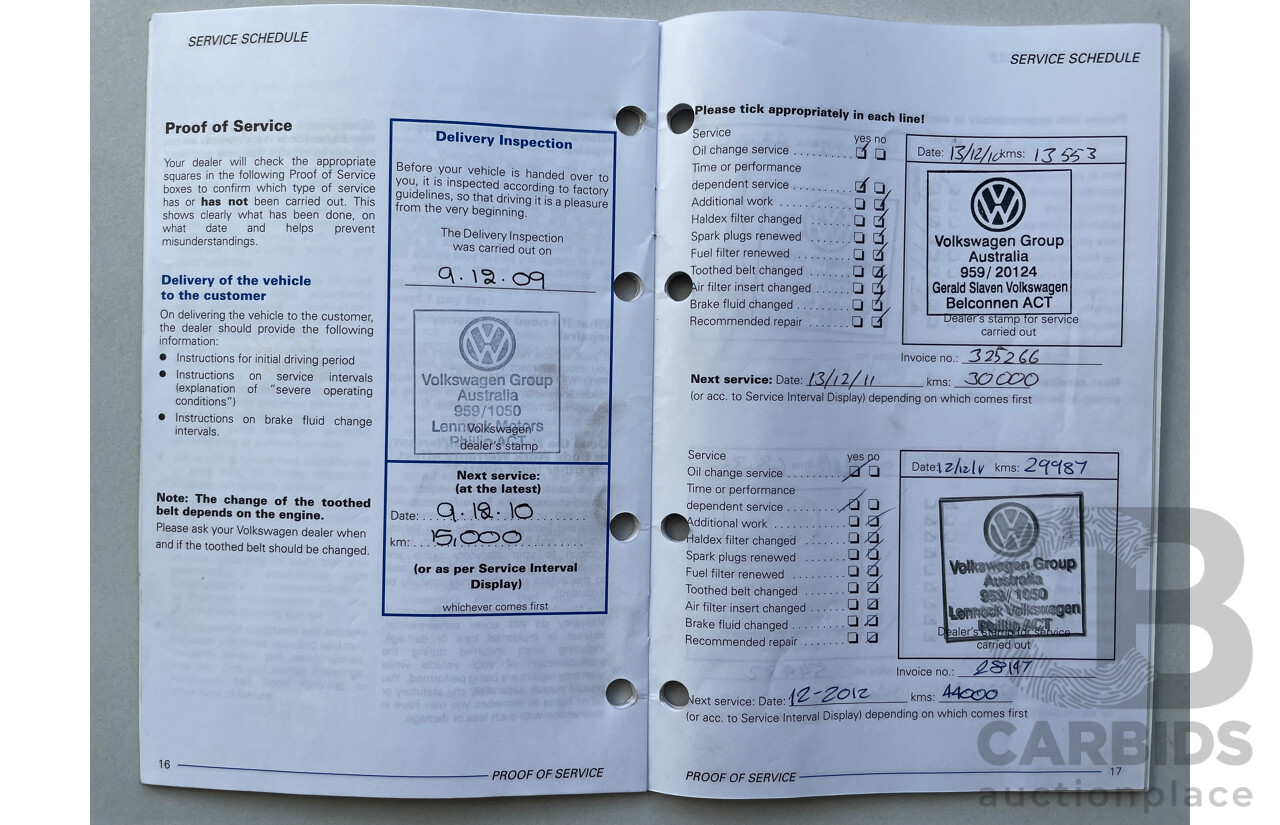 SERVICE SCHEDULE
Proof of Service
Your dealer will check the appropriate
squares in the following Proof of Service
boxes to confirm which type of service
has or has not been carried out. This
shows clearly what has been done, on
what date and helps prevent
misunderstandings.
Delivery of the vehicle
to the customer
On delivering the vehicle to the customer,
the dealer should provide the following
information:
● Instructions for initial driving period
● Instructions on service intervals
(explanation of "severe operating
conditions")
● Instructions on brake fluid change
intervals.
Note: The change of the toothed
belt depends on the engine.
Please ask your Volkswagen dealer when
and if the toothed belt should be changed.
Delivery Inspection
Before your vehicle is handed over to
you, it is inspected according to factory
guidelines, so that driving it is a pleasure
from the very beginning.
The Delivery Inspection
was carried out on
9.12.09
Volkswagen Group
Australia
959/1050
Lennock Motors
Phillip ACT
Volkswagen
dealer's stamp
Next service:
(at the latest)
Date: 9.12.10
km: 15,000
(or as per Service Interval
Display)
whichever comes first
16
PROOF OF SERVICE
SERVICE SCHEDULE
Please tick appropriately in each line!
Service yes no
Oil change service
Time or performance
dependent service
Additional work
Haldex filter changed
Spark plugs renewed
Fuel filter renewed
Toothed belt changed
Air filter insert changed
Brake fluid changed
Recommended repair
Date: 13/12/10 kms: 13553
Volkswagen Group
Australia
959/20124
Gerald Slaven Volkswagen
Belconnen ACT
Dealer's stamp for service
carried out
Invoice no.: 325266
Next service: Date: 13/12/11 kms: 30000
(or acc. to Service Interval Display) depending on which comes first
Service yes no
Oil change service
Time or performance
dependent service
Additional work
Haldex filter changed
Spark plugs renewed
Fuel filter renewed
Toothed belt changed
Air filter insert changed
Brake fluid changed
Recommended repair
Date: 12/12/11 kms: 29987
Volkswagen Group
Australia
959/1050
Lennock Volkswagen
Phillip ACT
Dealer's stamp for service
carried out
Invoice no.:
Next service: Date: 12-2012 kms: 44000
(or acc. to Service Interval Display) depending on which comes first
PROOF OF SERVICE
17
CARBIDS
auctionplace